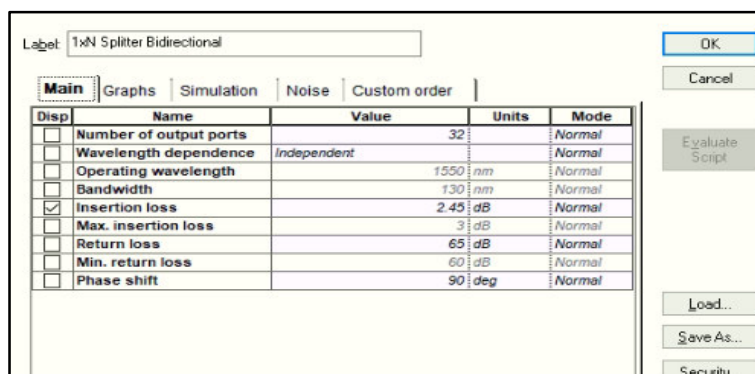 Label: 1xN Splitter Bidirectional
OK
Cancel
Main Graphs Simulation Noise Custom order
Disp Name Value Units Mode
Number of output ports 32 Normal
Wavelength dependence Independent Normal
Evaluate
Script
Operating wavelength 1550 nm Normal
Bandwidth 130 nm Normal
Insertion loss 2.45 dB Normal
Max. insertion loss 3 dB Normal
Return loss 65 dB Normal
Min. return loss 60 dB Normal
Phase shift 90 deg Normal
Load...
Save As...
Security...